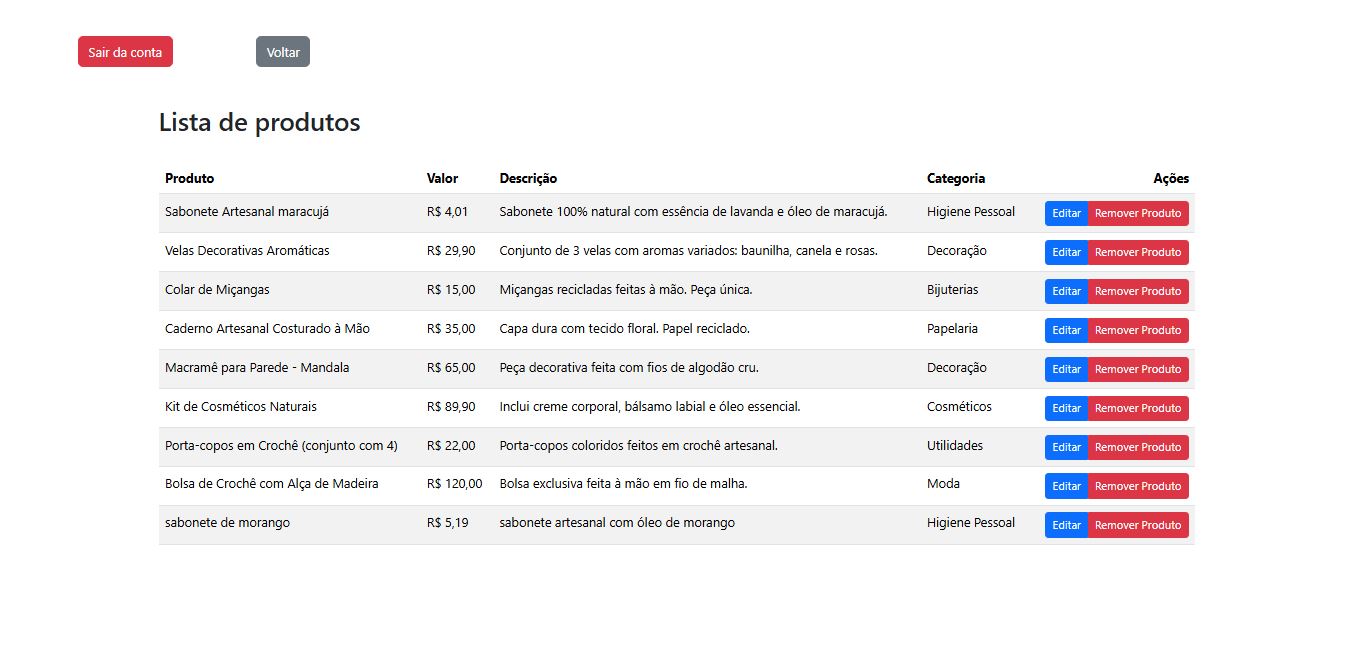 Sair da conta Voltar
Lista de produtos
Produto Valor Descrição Categoria Ações
Sabonete Artesanal maracujá R$ 4,01 Sabonete 100% natural com essência de lavanda e óleo de maracujá. Higiene Pessoal Editar Remover Produto
Velas Decorativas Aromáticas R$ 29,90 Conjunto de 3 velas com aromas variados: baunilha, canela e rosas. Decoração Editar Remover Produto
Colar de Miçangas R$ 15,00 Miçangas recicladas feitas à mão. Peça única. Bijuterias Editar Remover Produto
Caderno Artesanal Costurado à Mão R$ 35,00 Capa dura com tecido floral. Papel reciclado. Papelaria Editar Remover Produto
Macramê para Parede - Mandala R$ 65,00 Peça decorativa feita com fios de algodão cru. Decoração Editar Remover Produto
Kit de Cosméticos Naturais R$ 89,90 Inclui creme corporal, bálsamo labial e óleo essencial. Cosméticos Editar Remover Produto
Porta-copos em Crochê (conjunto com 4) R$ 22,00 Porta-copos coloridos feitos em crochê artesanal. Utilidades Editar Remover Produto
Bolsa de Crochê com Alça de Madeira R$ 120,00 Bolsa exclusiva feita à mão em fio de malha. Moda Editar Remover Produto
sabonete de morango R$ 5,19 sabonete artesanal com óleo de morango Higiene Pessoal Editar Remover Produto